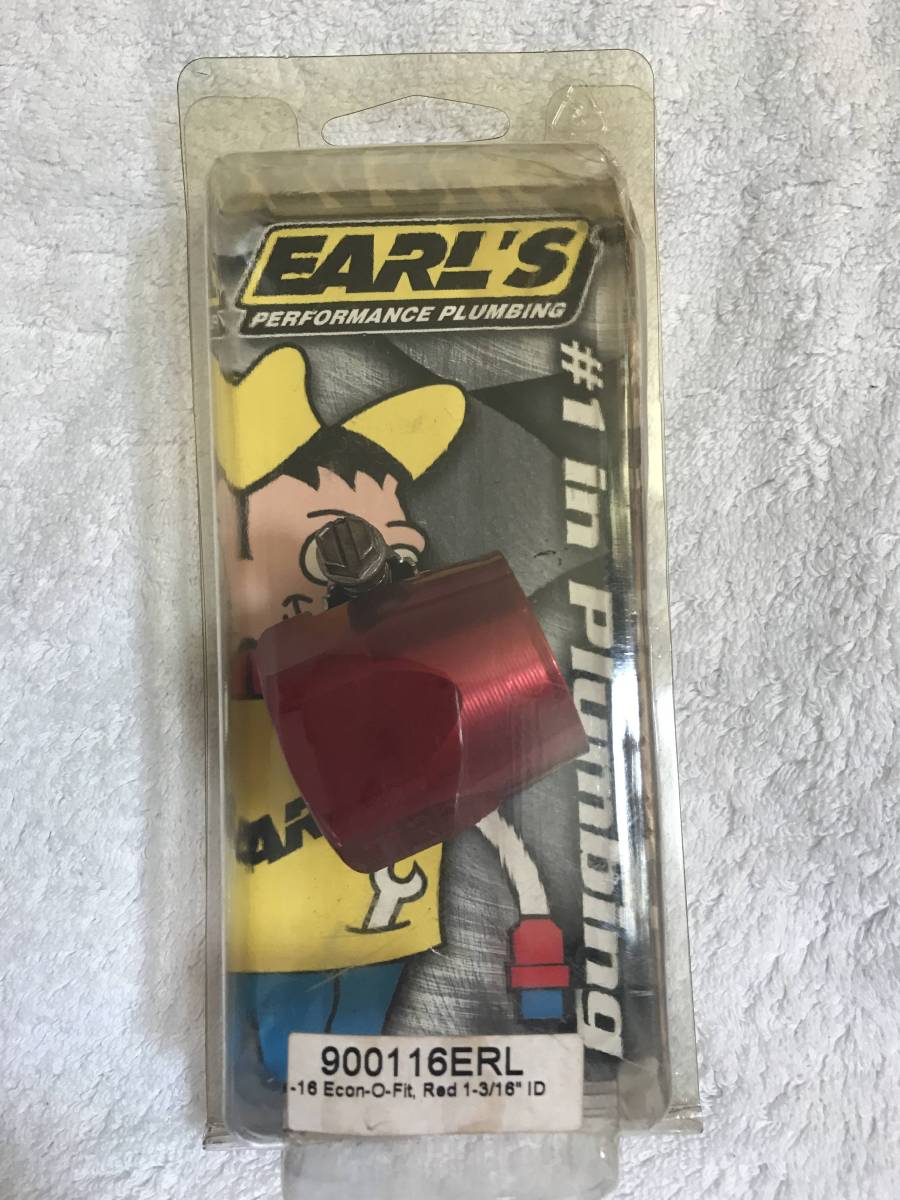 EARL'S
PERFORMANCE PLUMBING
#1 in Plumbing
900116ERL
-16 Econ-O-Fit, Red 1-3/16" ID